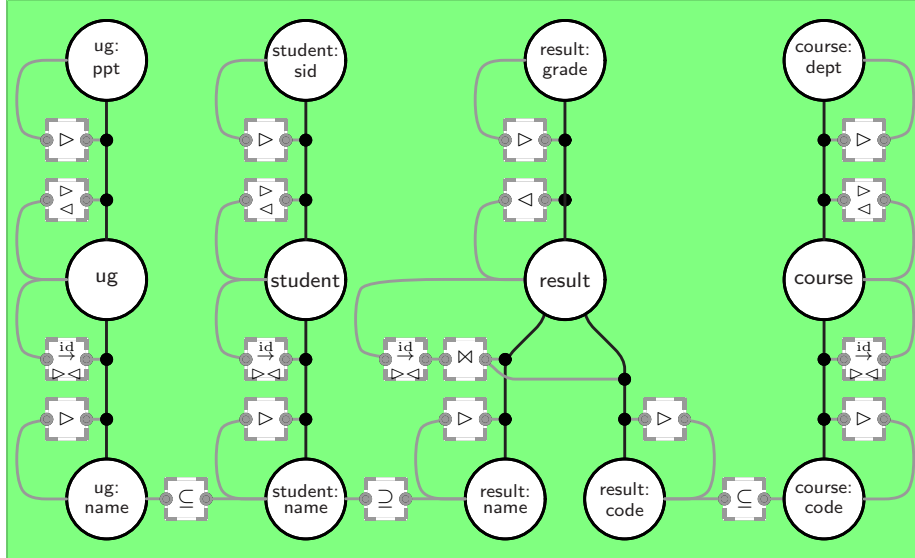 ug: student: result: course:
ppt sid grade dept
▷ ▷ ▷ ▷
▷ ▷ ◁ ▷
◁ ◁ ◁
ug student result course
id id id id
→ → → ⋈ →
▷◁ ▷◁ ▷◁ ▷◁
▷ ▷ ▷ ▷ ▷
ug: student: result: result: course:
name ⊆ name ⊇ name code ⊆ code